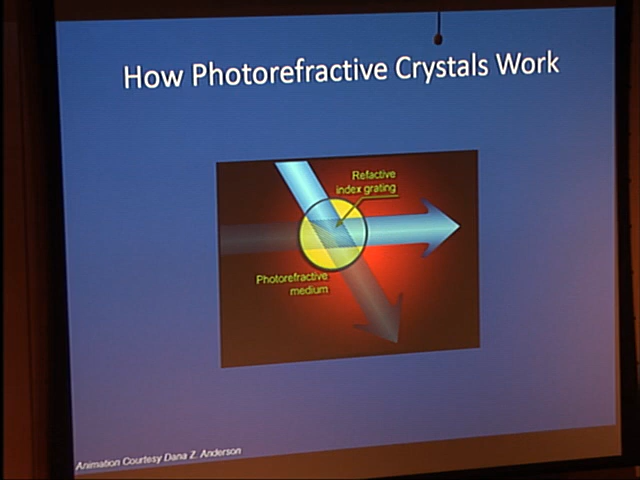 How Photorefractive Crystals Work
Refactive
index grating
Photorefractive
medium
Animation Courtesy Dana Z. Anderson